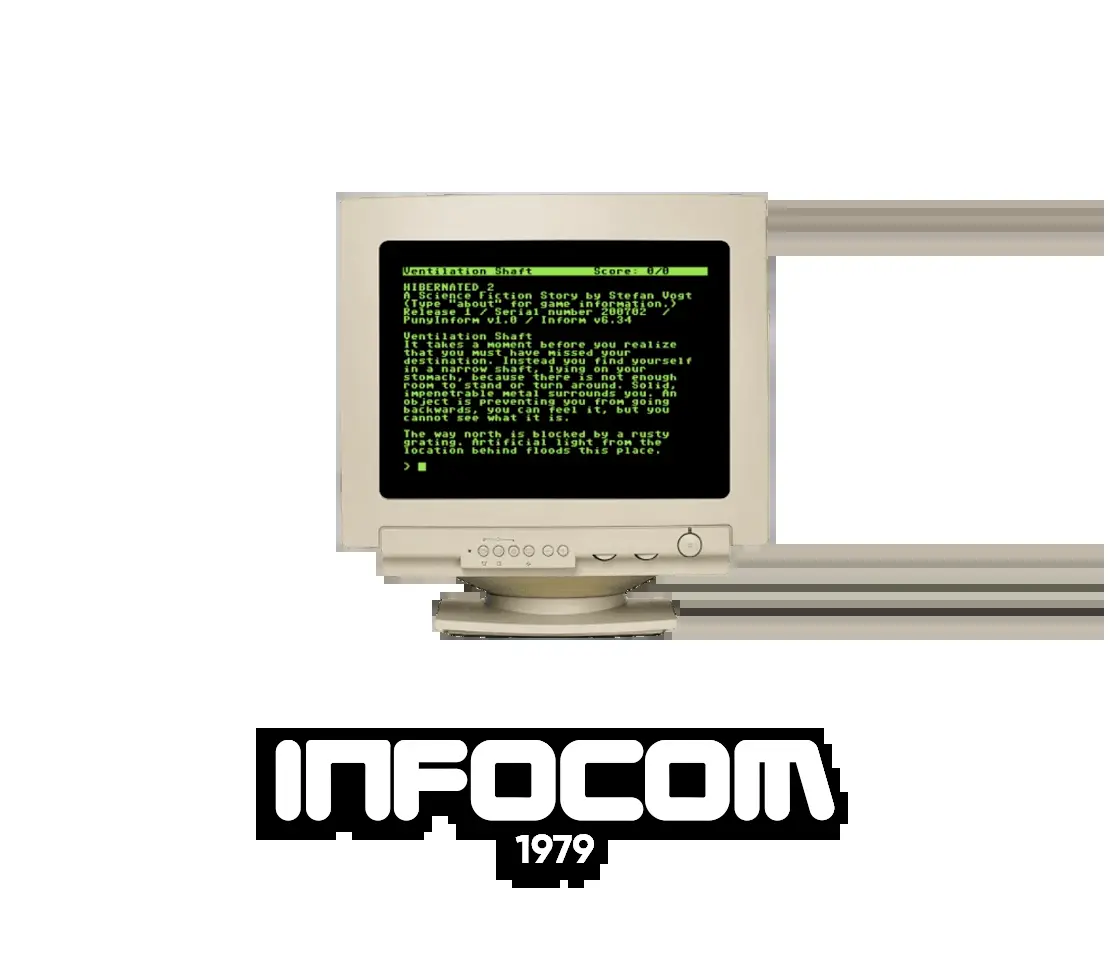 Ventilation Shaft Score: 0/0
HIBERNATED 2
A Science Fiction Story by Stefan Vogt
(Type "about" for game information.)
Release 1 / Serial number 200702 /
PunyInform v1.0 / Inform v6.34
Ventilation Shaft
It takes a moment before you realize
that you must have missed your
destination. Instead you find yourself
in a narrow shaft, lying on your
stomach, because there is not enough
room to stand or turn around. Solid,
impenetrable metal surrounds you. An
object is preventing you from going
backwards, you can feel it, but you
cannot see what it is.
The way north is blocked by a rusty
grating. Artificial light from the
location behind floods this place.
>
INFOCOM
1979